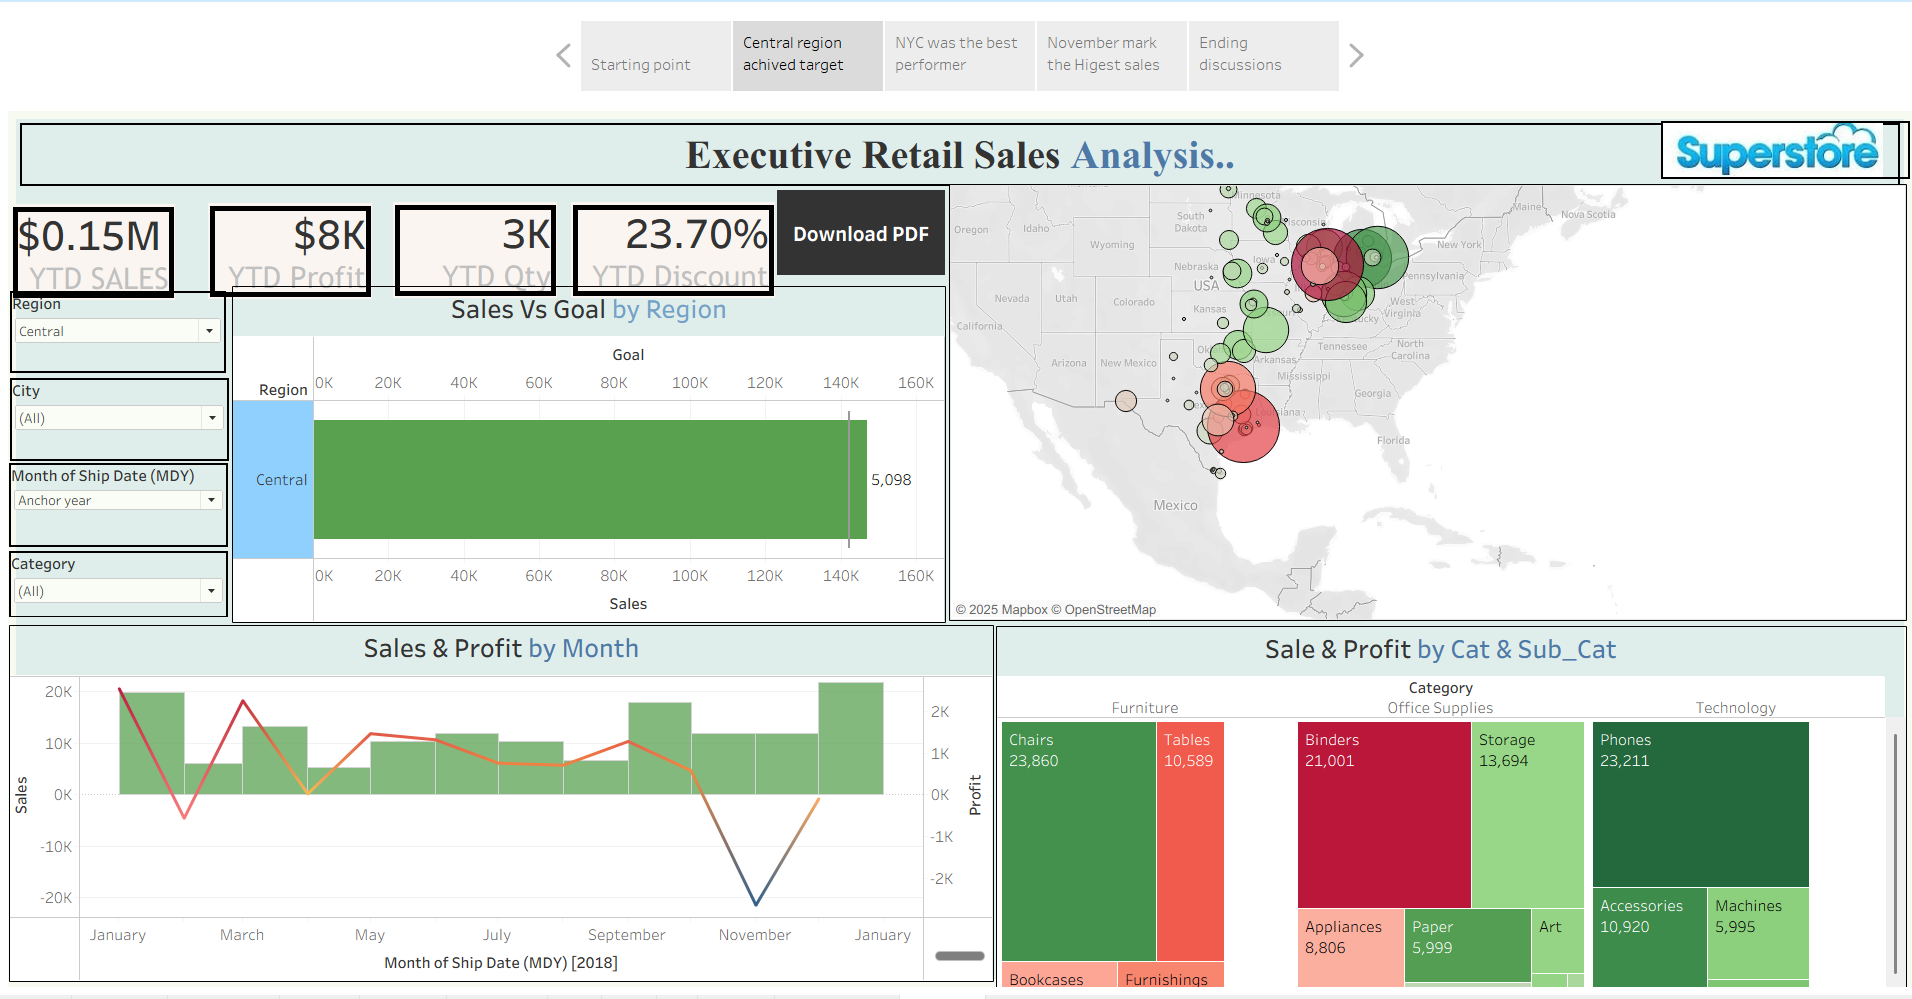 Starting point
Central region
achived target
NYC was the best
performer
November mark
the Higest sales
Ending
discussions
Executive Retail Sales Analysis..
Superstore
$0.15M
YTD SALES
$8K
YTD Profit
3K
YTD Qty
23.70%
YTD Discount
Download PDF
Region
Central
City
(All)
Month of Ship Date (MDY)
Anchor year
Category
(All)
Sales Vs Goal by Region
Goal
Region
0K 20K 40K 60K 80K 100K 120K 140K 160K
Central
5,098
0K 20K 40K 60K 80K 100K 120K 140K 160K
Sales
Minnesota
Maine
Nova Scotia
Oregon
Idaho
South
Dakota
Wyoming
New York
Iowa
Nebraska
Pennsylvania
USA
Nevada
Utah
Colorado
Kansas
West
Virginia
California
Tennessee
North
Carolina
Arizona
New Mexico
Arkansas
Mississippi
Georgia
Florida
Mexico
© 2025 Mapbox © OpenStreetMap
Sales & Profit by Month
20K
10K
0K
-10K
-20K
Sales
2K
1K
0K
-1K
-2K
Profit
January March May July September November January
Month of Ship Date (MDY) [2018]
Sale & Profit by Cat & Sub_Cat
Category
Furniture Office Supplies Technology
Chairs
23,860
Tables
10,589
Bookcases
Furnishings
Binders
21,001
Storage
13,694
Appliances
8,806
Paper
5,999
Art
Phones
23,211
Accessories
10,920
Machines
5,995